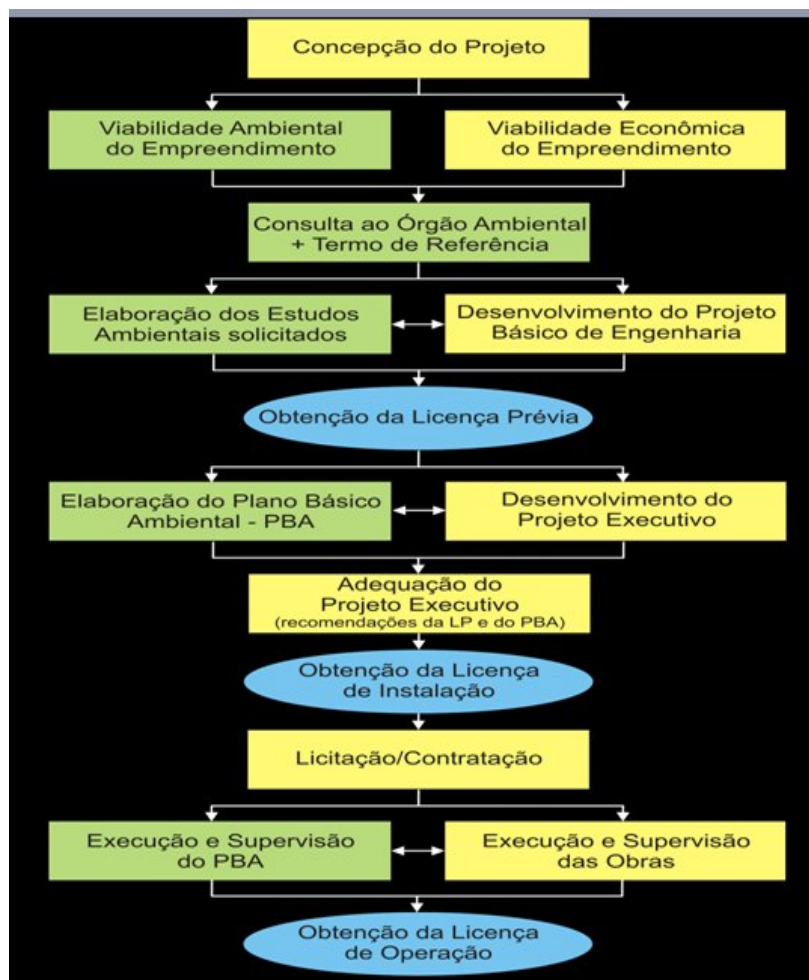 Concepção do Projeto
Viabilidade Ambiental
do Empreendimento
Viabilidade Econômica
do Empreendimento
Consulta ao Órgão Ambiental
+ Termo de Referência
Elaboração dos Estudos
Ambientais solicitados
Desenvolvimento do Projeto
Básico de Engenharia
Obtenção da Licença Prévia
Elaboração do Plano Básico
Ambiental - PBA
Desenvolvimento do
Projeto Executivo
Adequação do
Projeto Executivo
(recomendações da LP e do PBA)
Obtenção da Licença
de Instalação
Licitação/Contratação
Execução e Supervisão
do PBA
Execução e Supervisão
das Obras
Obtenção da Licença
de Operação